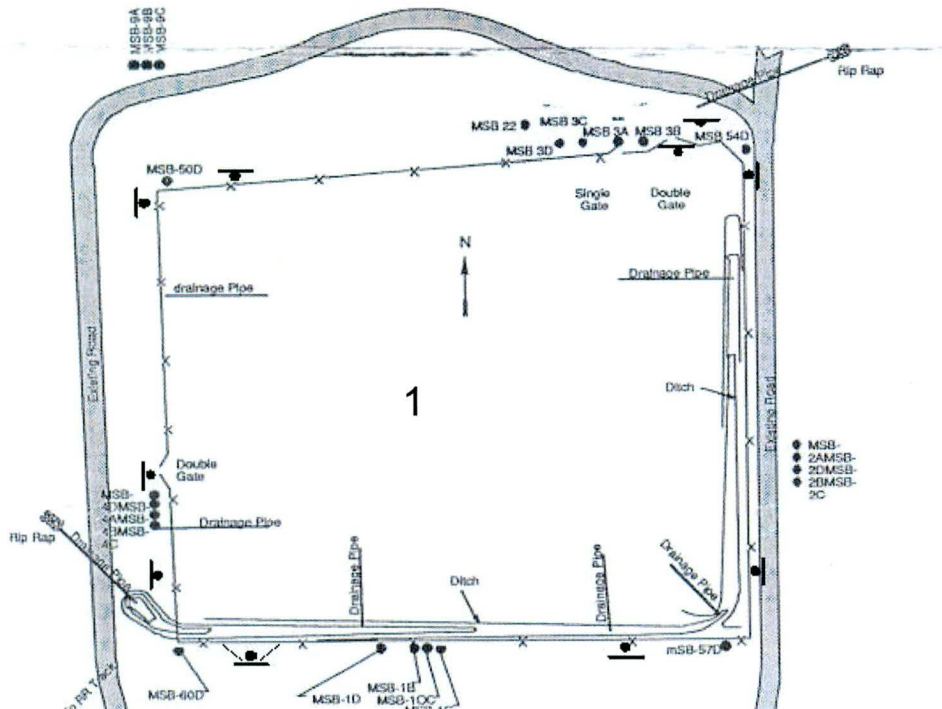 MSB-9A
MSB-9B
MSB-9C
Rip Rap
Drainage Pipe
MSB 22
MSB 3C
MSB 3A
MSB 3B
MSB 54D
MSB 3D
MSB-50D
Single
Gate
Double
Gate
N
drainage Pipe
Drainage Pipe
Existing Road
1
Ditch
Existing Road
MSB-
2AMSB-
2DMSB-
2BMSB-
2C
Double
Gate
MSB-
4DMSB-
4AMSB-
4BMSB-
4C
Drainage Pipe
Rip Rap
Drainage Pipe
Drainage Pipe
Ditch
Drainage Pipe
Drainage Pipe
mSB-57D
MSB-60D
MSB-1D
MSB-1B
MSB-1OC
RR Track